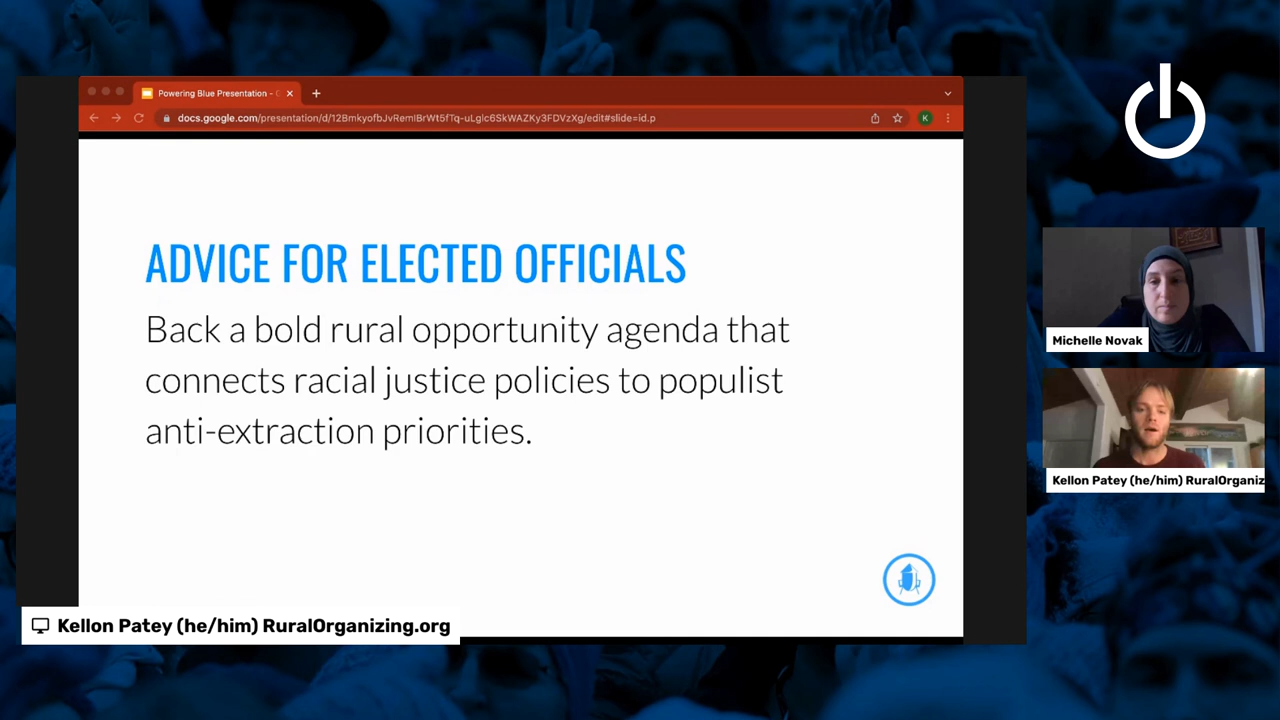 Powering Blue Presentation - G
docs.google.com/presentation/d/12BmkyofbJvRemIBrWt5fTq-uLgIc6SkWAZKy3FDVzXg/edit#slide=id.p
K
ADVICE FOR ELECTED OFFICIALS
Back a bold rural opportunity agenda that
connects racial justice policies to populist
anti-extraction priorities.
Kellon Patey (he/him) RuralOrganizing.org
Michelle Novak
Kellon Patey (he/him) RuralOrganiz